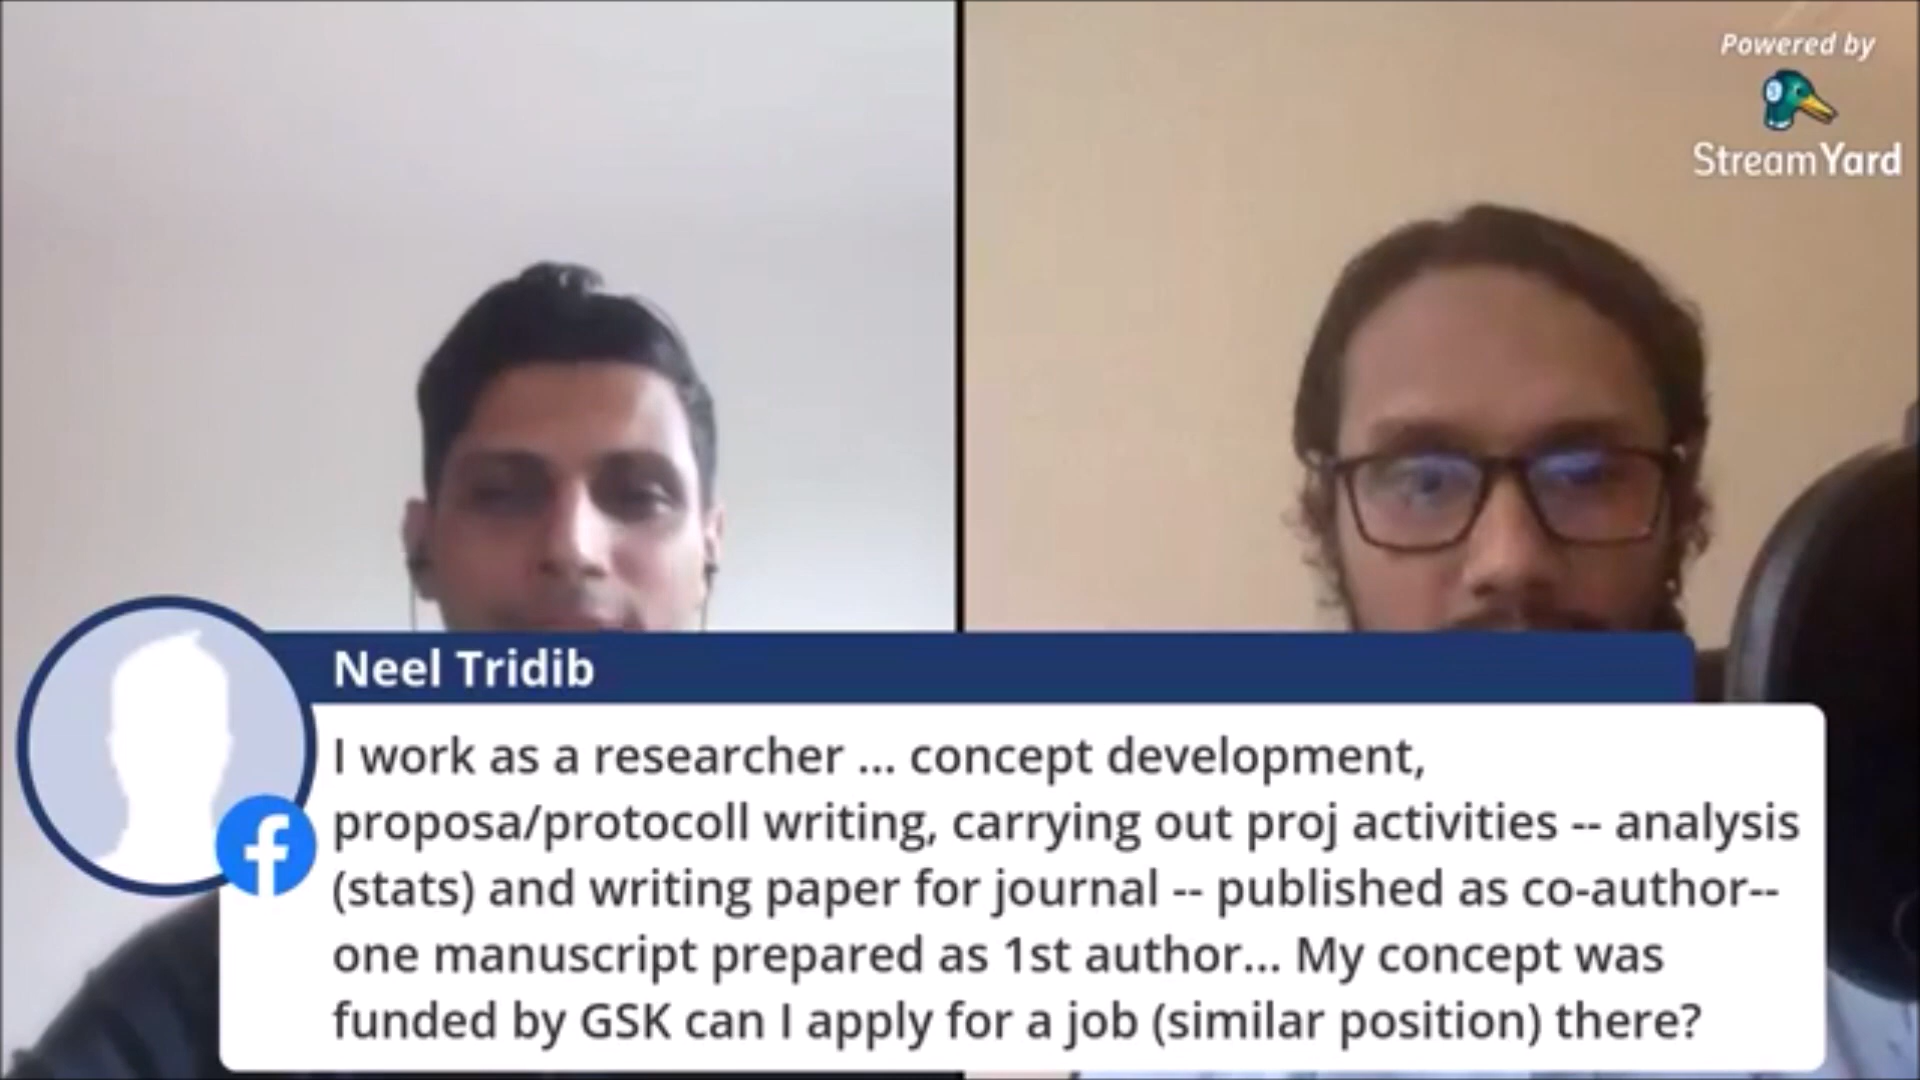 Powered by
StreamYard
Neel Tridib
I work as a researcher ... concept development,
proposa/protocoll writing, carrying out proj activities -- analysis
(stats) and writing paper for journal -- published as co-author--
one manuscript prepared as 1st author... My concept was
funded by GSK can I apply for a job (similar position) there?